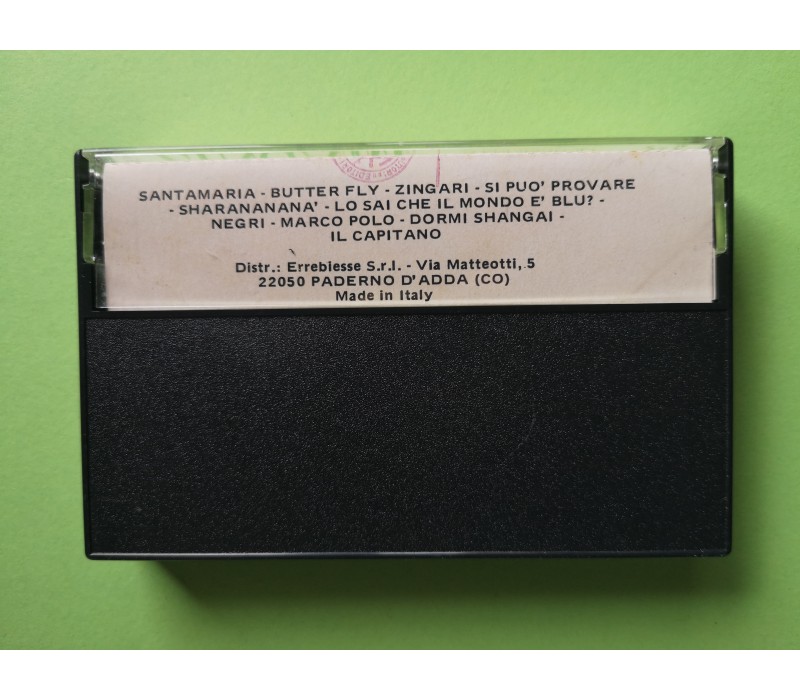 SANTAMARIA - BUTTER FLY - ZINGARI - SI PUO' PROVARE
- SHARANANANA' - LO SAI CHE IL MONDO E' BLU? -
NEGRI - MARCO POLO - DORMI SHANGAI -
IL CAPITANO
Distr.: Errebiesse S.r.l. - Via Matteotti, 5
22050 PADERNO D'ADDA (CO)
Made in Italy